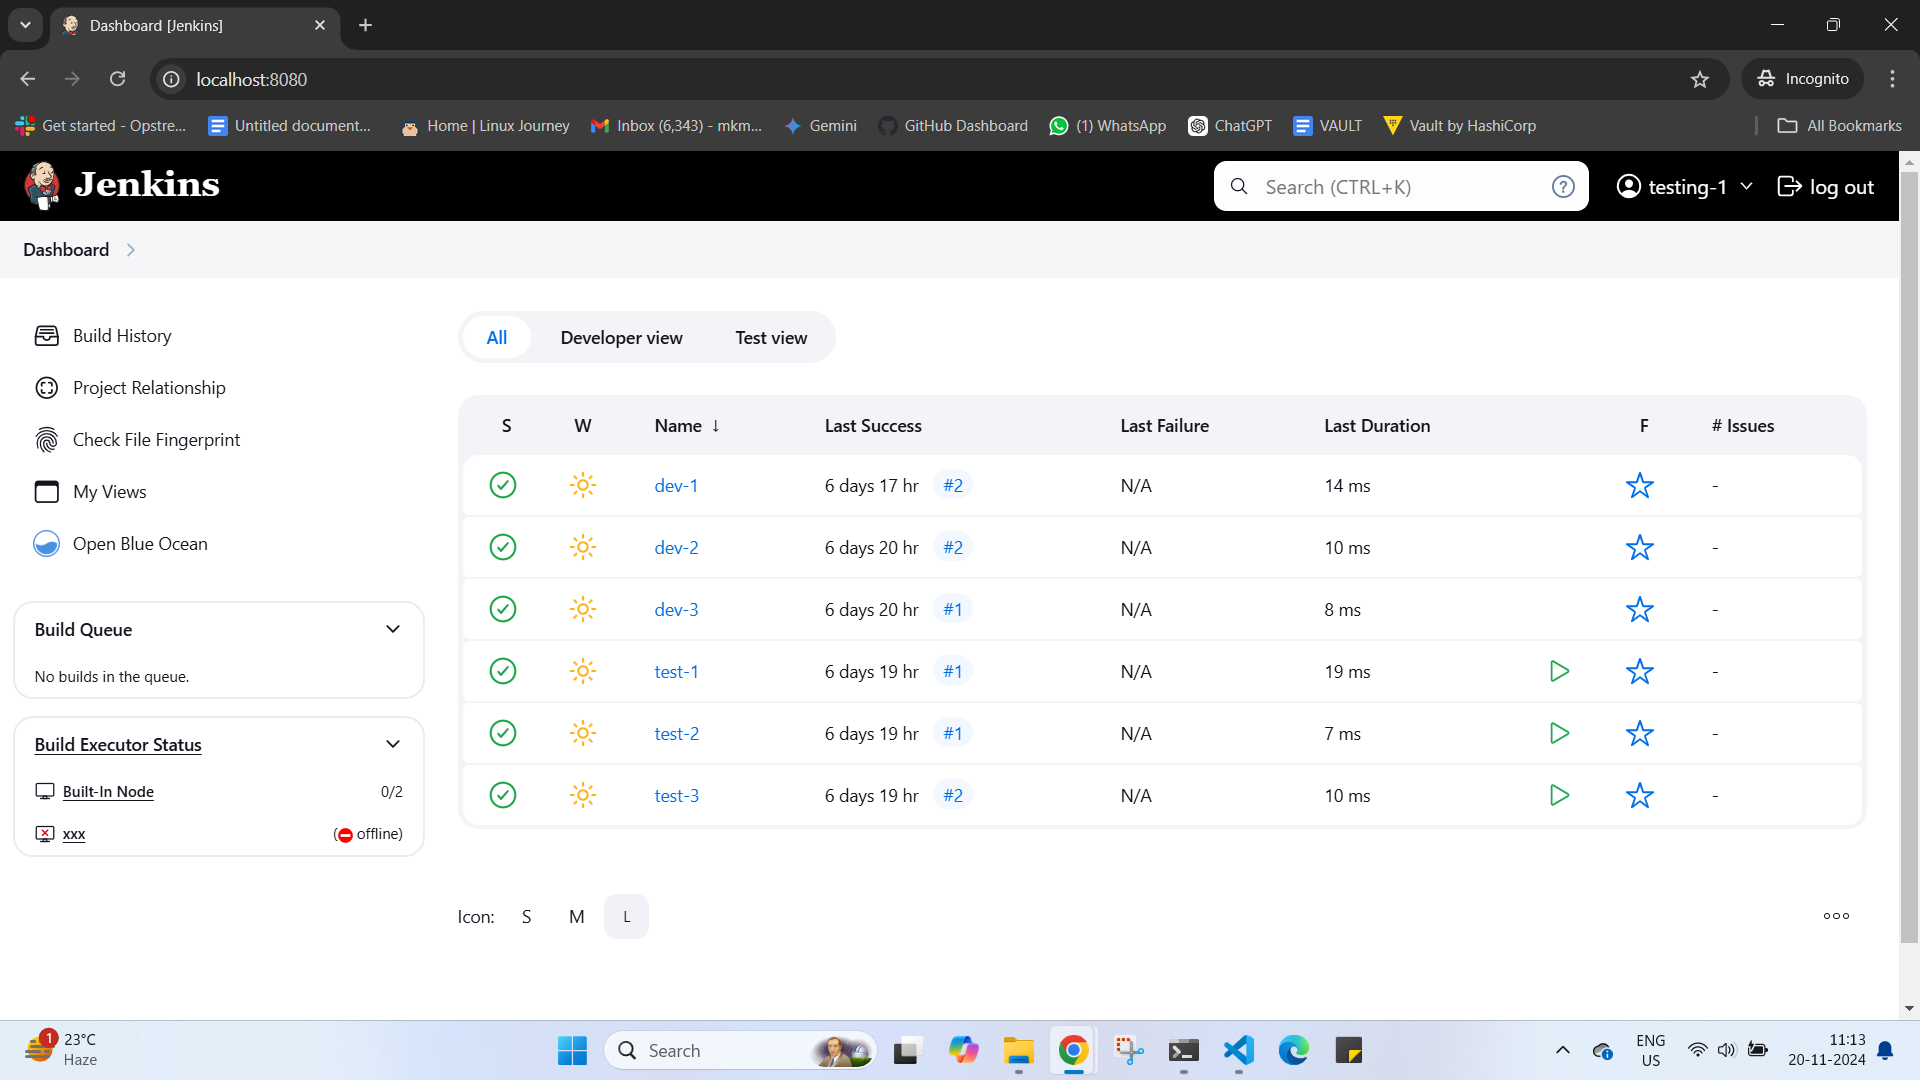 Dashboard [Jenkins]
localhost:8080
Incognito
Get started - Opstre...
Untitled document...
Home | Linux Journey
Inbox (6,343) - mkm...
Gemini
GitHub Dashboard
(1) WhatsApp
ChatGPT
VAULT
Vault by HashiCorp
All Bookmarks
Jenkins
Search (CTRL+K)
?
testing-1
log out
Dashboard
Build History
Project Relationship
Check File Fingerprint
My Views
Open Blue Ocean
Build Queue
No builds in the queue.
Build Executor Status
Built-In Node 0/2
xxx (offline)
All Developer view Test view
S W Name ↓ Last Success Last Failure Last Duration F # Issues
dev-1 6 days 17 hr #2 N/A 14 ms -
dev-2 6 days 20 hr #2 N/A 10 ms -
dev-3 6 days 20 hr #1 N/A 8 ms -
test-1 6 days 19 hr #1 N/A 19 ms -
test-2 6 days 19 hr #1 N/A 7 ms -
test-3 6 days 19 hr #2 N/A 10 ms -
Icon: S M L
1
23°C
Haze
Search
ENG
US
11:13
20-11-2024